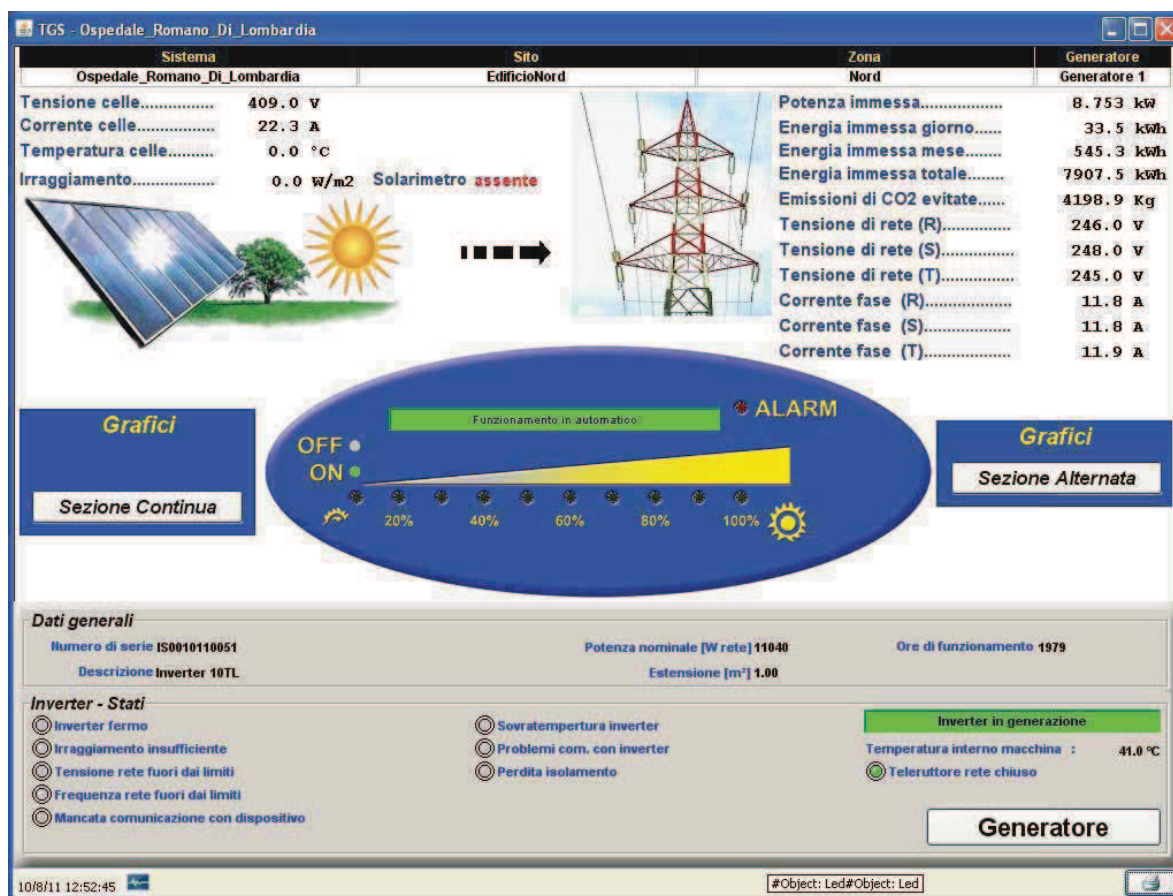 TGS - Ospedale_Romano_Di_Lombardia
Sistema Sito Zona Generatore
Ospedale_Romano_Di_Lombardia EdificioNord Nord Generatore 1
Tensione celle............... 409.0 V
Corrente celle................ 22.3 A
Temperatura celle......... 0.0 °C
Irraggiamento................. 0.0 W/m2 Solarimetro assente
Potenza immessa................. 8.753 kW
Energia immessa giorno...... 33.5 kWh
Energia immessa mese........ 545.3 kWh
Energia immessa totale........ 7907.5 kWh
Emissioni di CO2 evitate...... 4198.9 Kg
Tensione di rete (R)............... 246.0 V
Tensione di rete (S)............... 248.0 V
Tensione di rete (T)............... 245.0 V
Corrente fase (R)................... 11.8 A
Corrente fase (S)................... 11.8 A
Corrente fase (T)................... 11.9 A
Grafici
Sezione Continua
Funzionamento in automatico
ALARM
OFF
ON
20% 40% 60% 80% 100%
Grafici
Sezione Alternata
Dati generali
Numero di serie IS0010110051 Potenza nominale [W rete] 11040 Ore di funzionamento 1979
Descrizione Inverter 10TL Estensione [m²] 1.00
Inverter - Stati
Inverter fermo Sovratempertura inverter Inverter in generazione
Irraggiamento insufficiente Problemi com. con inverter Temperatura interno macchina : 41.0 ºC
Tensione rete fuori dai limiti Perdita isolamento Teleruttore rete chiuso
Frequenza rete fuori dai limiti
Mancata comunicazione con dispositivo
Generatore
10/8/11 12:52:45 #Object: Led#Object: Led